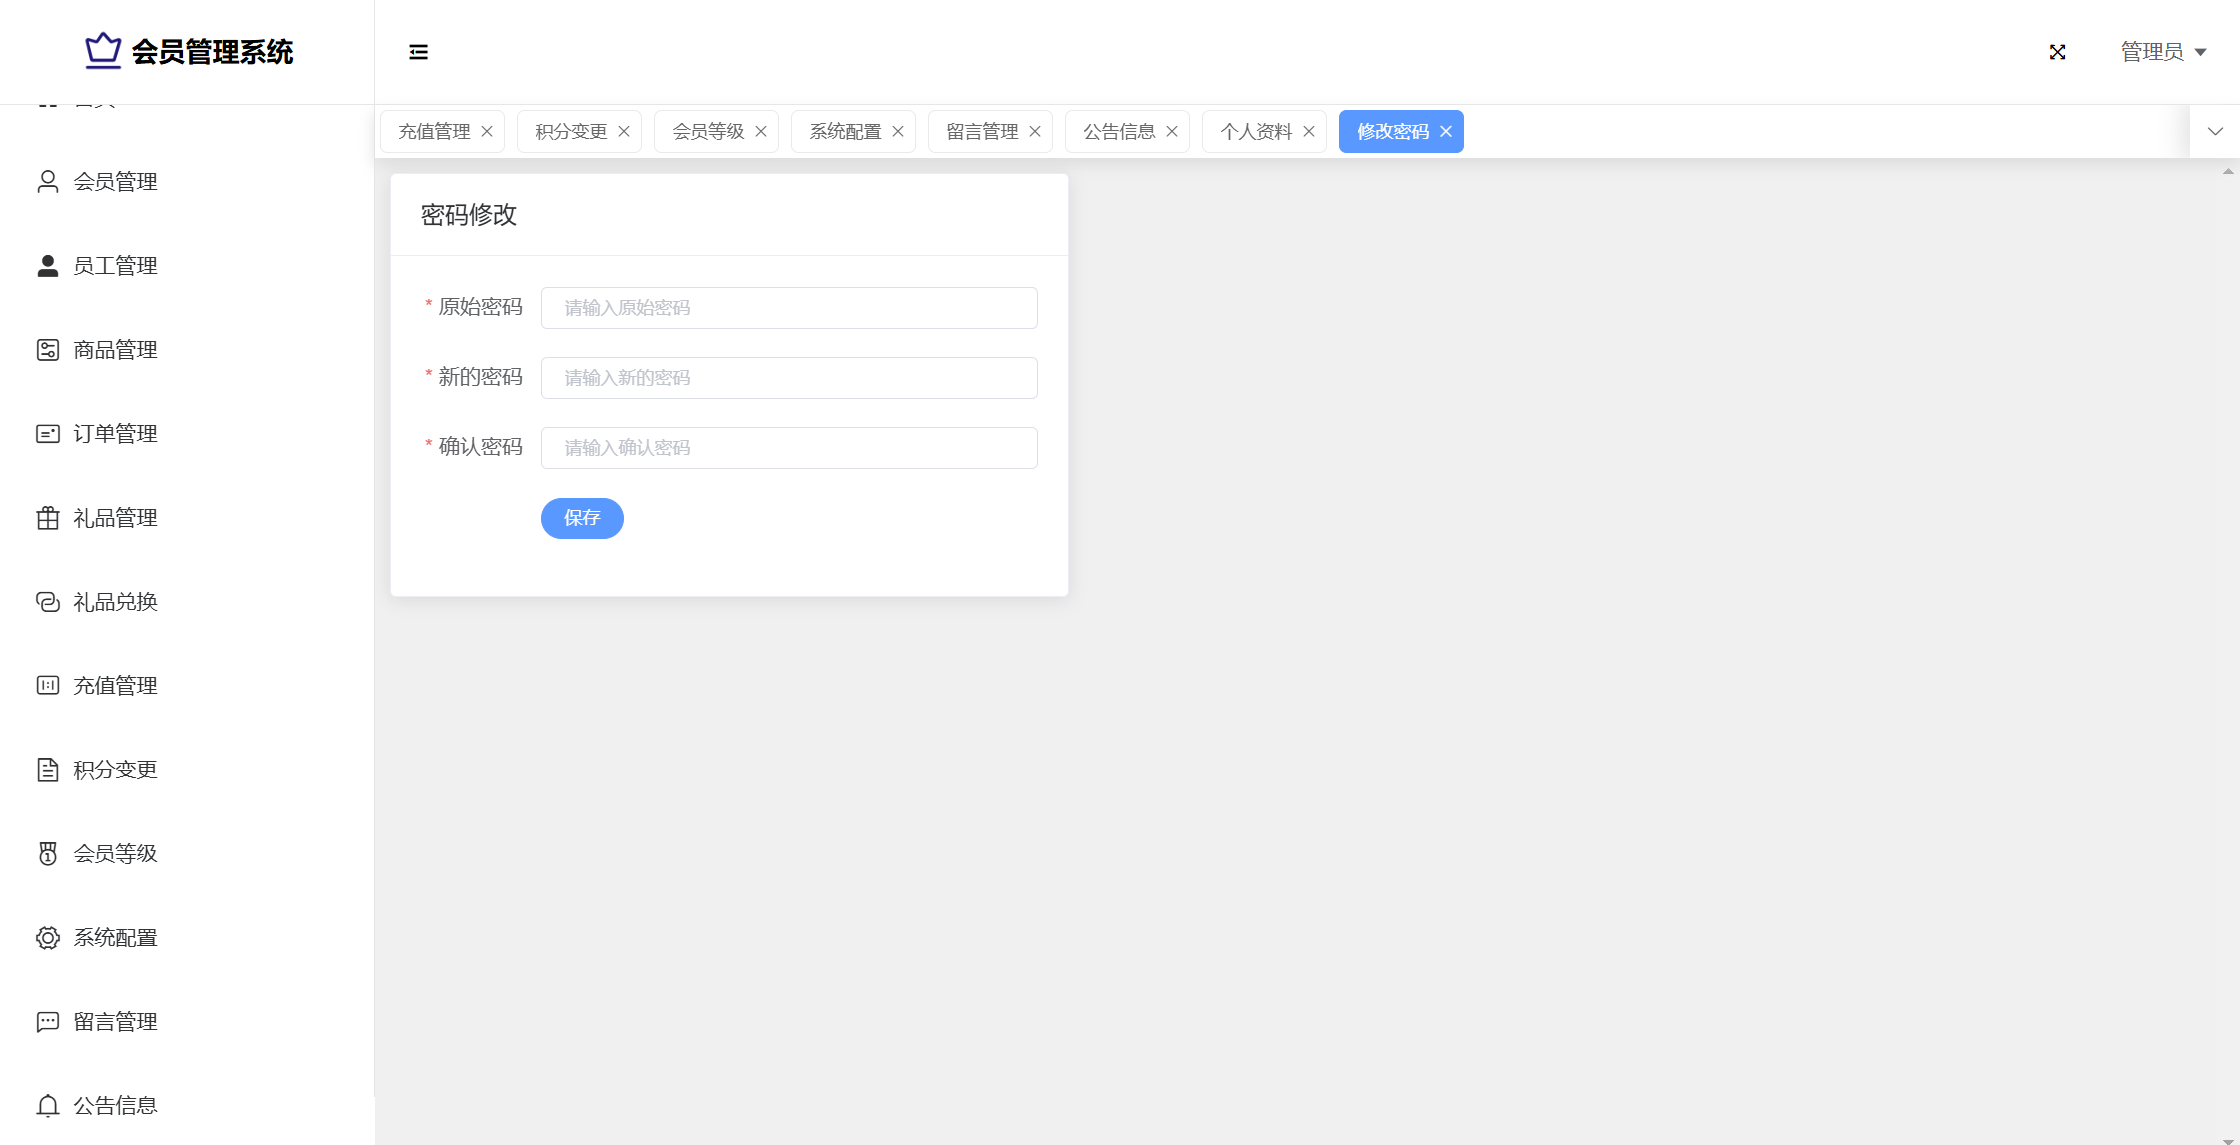 会员管理系统
管理员
充值管理
积分变更
会员等级
系统配置
留言管理
公告信息
个人资料
修改密码
会员管理
员工管理
商品管理
订单管理
礼品管理
礼品兑换
充值管理
积分变更
会员等级
系统配置
留言管理
公告信息
密码修改
* 原始密码 请输入原始密码
* 新的密码 请输入新的密码
* 确认密码 请输入确认密码
保存